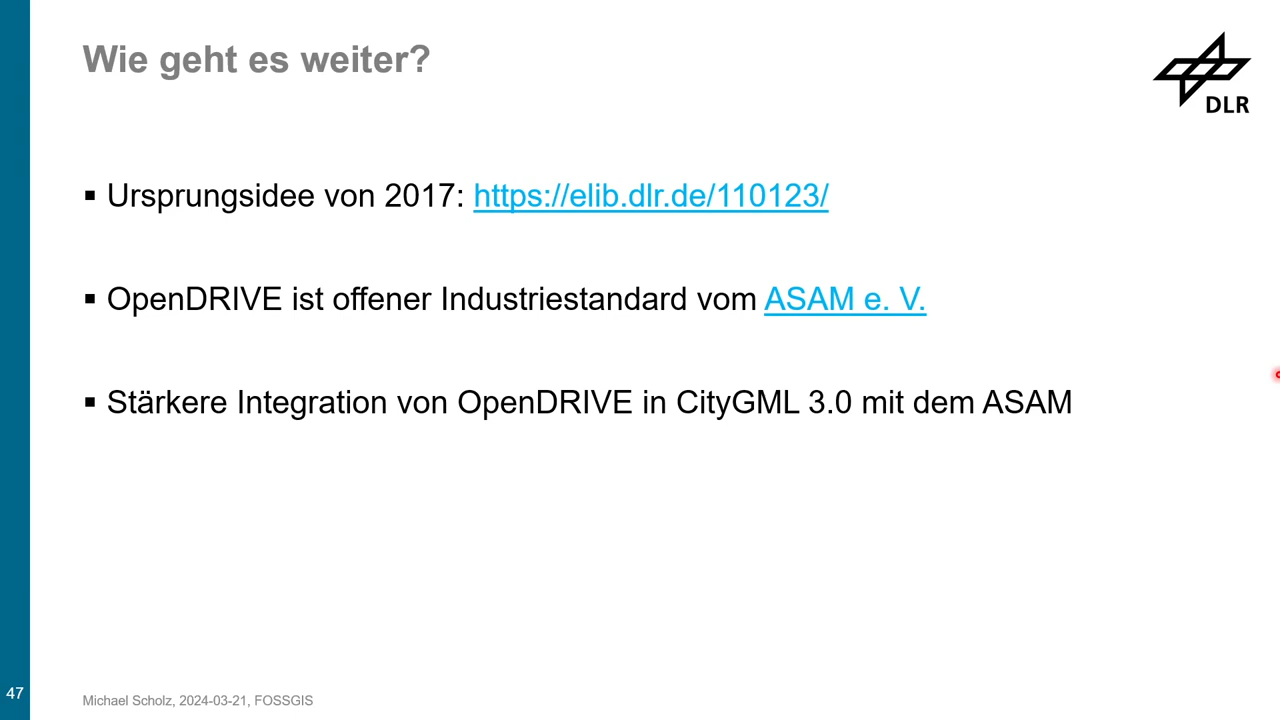 Wie geht es weiter?
DLR
▪ Ursprungsidee von 2017: https://elib.dlr.de/110123/
▪ OpenDRIVE ist offener Industriestandard vom ASAM e. V.
▪ Stärkere Integration von OpenDRIVE in CityGML 3.0 mit dem ASAM
47
Michael Scholz, 2024-03-21, FOSSGIS